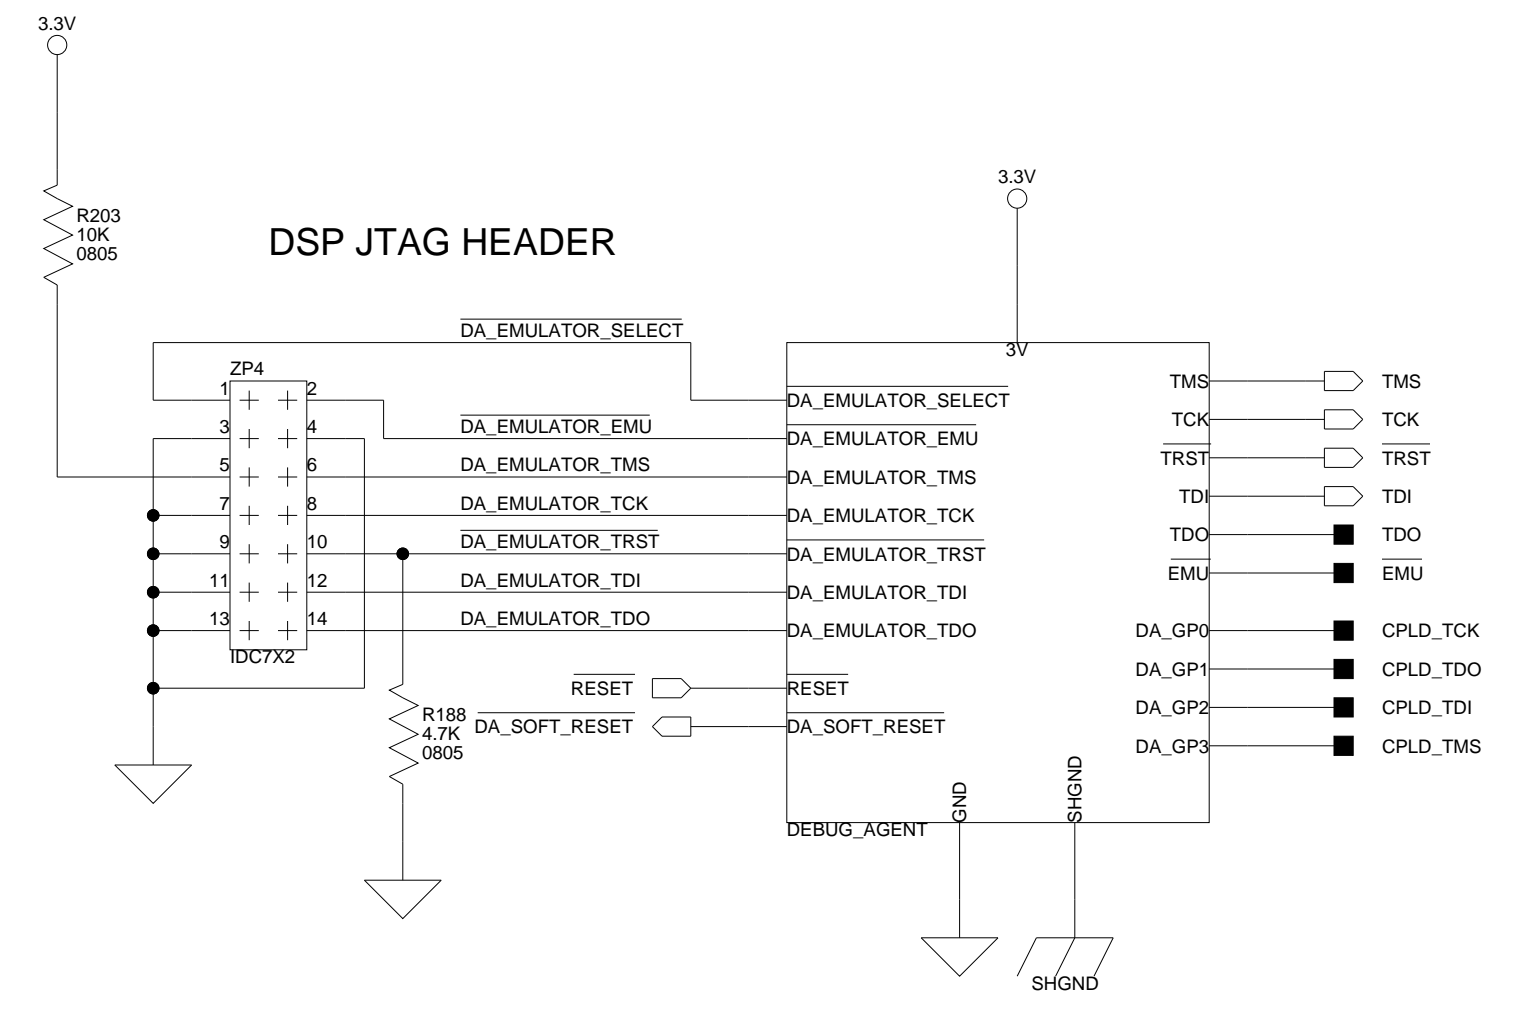 3.3V
3.3V
R203
10K
0805
DSP JTAG HEADER
DA_EMULATOR_SELECT
3V
ZP4
TMS
TMS
1
2
DA_EMULATOR_SELECT
TCK
TCK
3
4
DA_EMULATOR_EMU
DA_EMULATOR_EMU
TRST
TRST
5
6
DA_EMULATOR_TMS
DA_EMULATOR_TMS
TDI
TDI
7
8
DA_EMULATOR_TCK
DA_EMULATOR_TCK
TDO
TDO
9
10
DA_EMULATOR_TRST
DA_EMULATOR_TRST
EMU
EMU
11
12
DA_EMULATOR_TDI
DA_EMULATOR_TDI
13
14
DA_EMULATOR_TDO
DA_EMULATOR_TDO
DA_GP0
CPLD_TCK
IDC7X2
DA_GP1
CPLD_TDO
RESET
RESET
DA_GP2
CPLD_TDI
R188
4.7K
0805
DA_SOFT_RESET
DA_SOFT_RESET
DA_GP3
CPLD_TMS
GND
SHGND
DEBUG_AGENT
SHGND